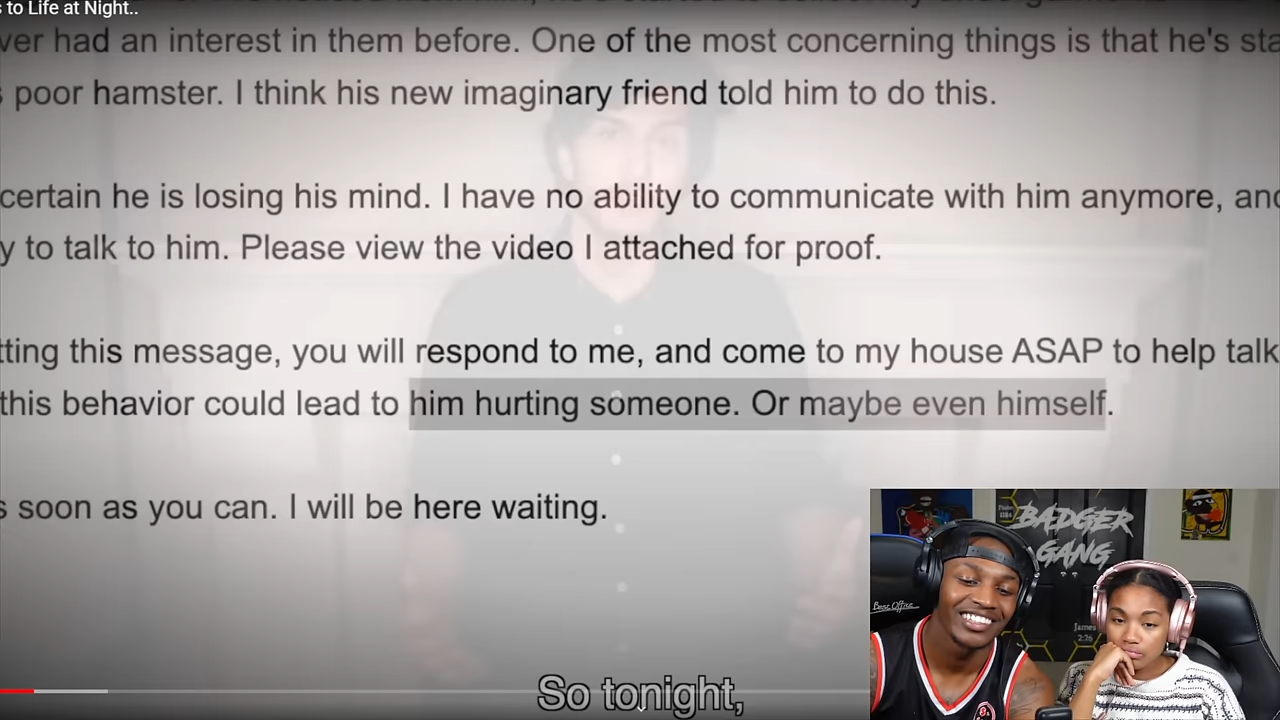 s to Life at Night..
ver had an interest in them before. One of the most concerning things is that he's sta
s poor hamster. I think his new imaginary friend told him to do this.
certain he is losing his mind. I have no ability to communicate with him anymore, and
y to talk to him. Please view the video I attached for proof.
tting this message, you will respond to me, and come to my house ASAP to help talk
this behavior could lead to him hurting someone. Or maybe even himself.
s soon as you can. I will be here waiting.
BADGER
GANG
Best Office
James
2:26
So tonight,